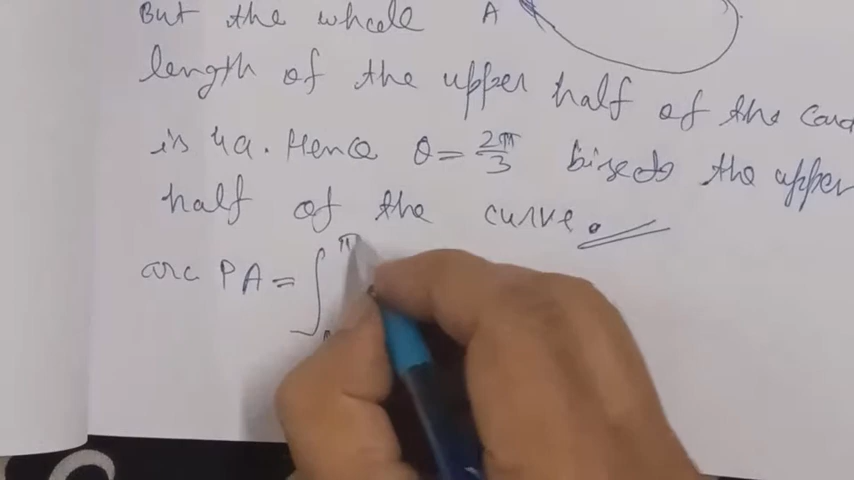 But the whole A
length of the upper half of the card
is 4a. Hence θ = 2π/3 bisects the upper
half of the curve.
arc PA = ∫ π